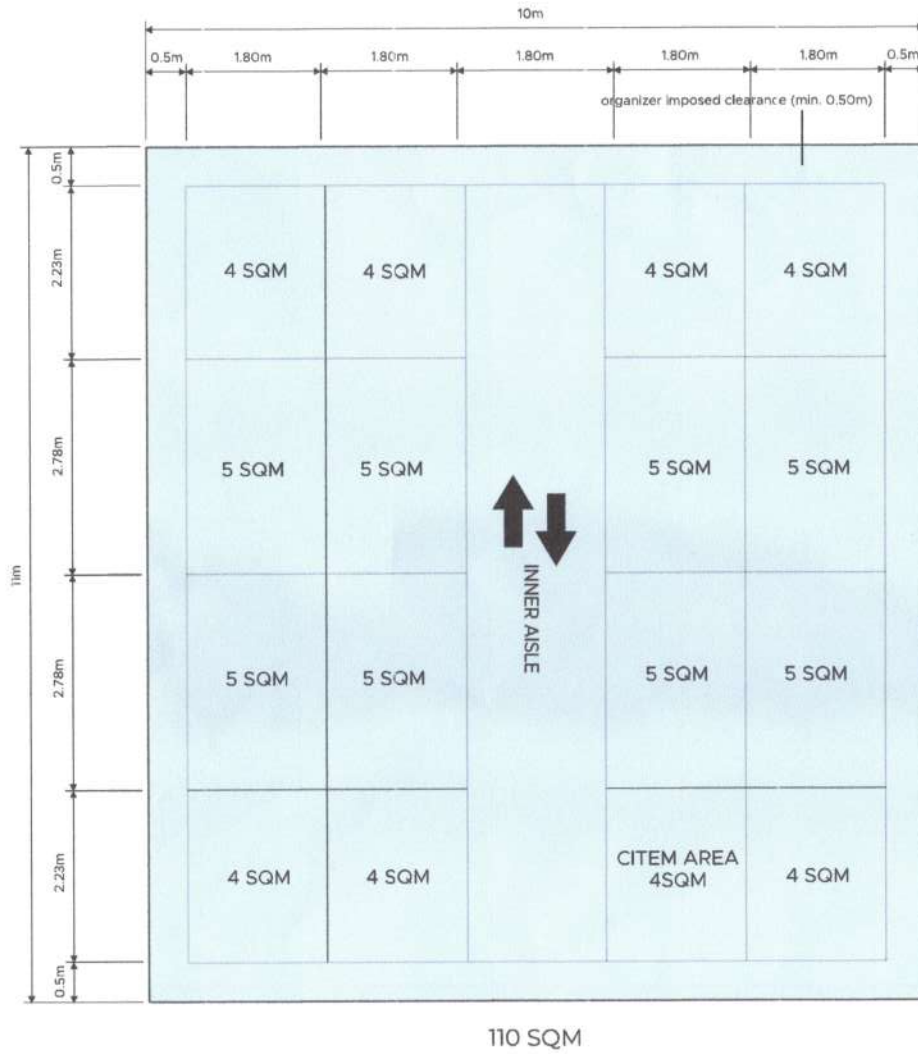 10m
0.5m 1.80m 1.80m 1.80m 1.80m 1.80m 0.5m
organizer imposed clearance (min. 0.50m)
0.5m
2.23m
4 SQM 4 SQM 4 SQM 4 SQM
2.78m
5 SQM 5 SQM 5 SQM 5 SQM
11m
INNER AISLE
2.78m
5 SQM 5 SQM 5 SQM 5 SQM
2.23m
CITEM AREA
4 SQM 4 SQM 4SQM 4 SQM
0.5m
110 SQM